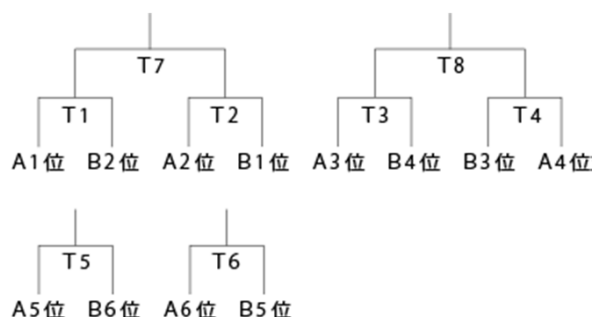 T7 T8
T1 T2 T3 T4
A1位 B2位 A2位 B1位 A3位 B4位 B3位 A4位
T5 T6
A5位 B6位 A6位 B5位